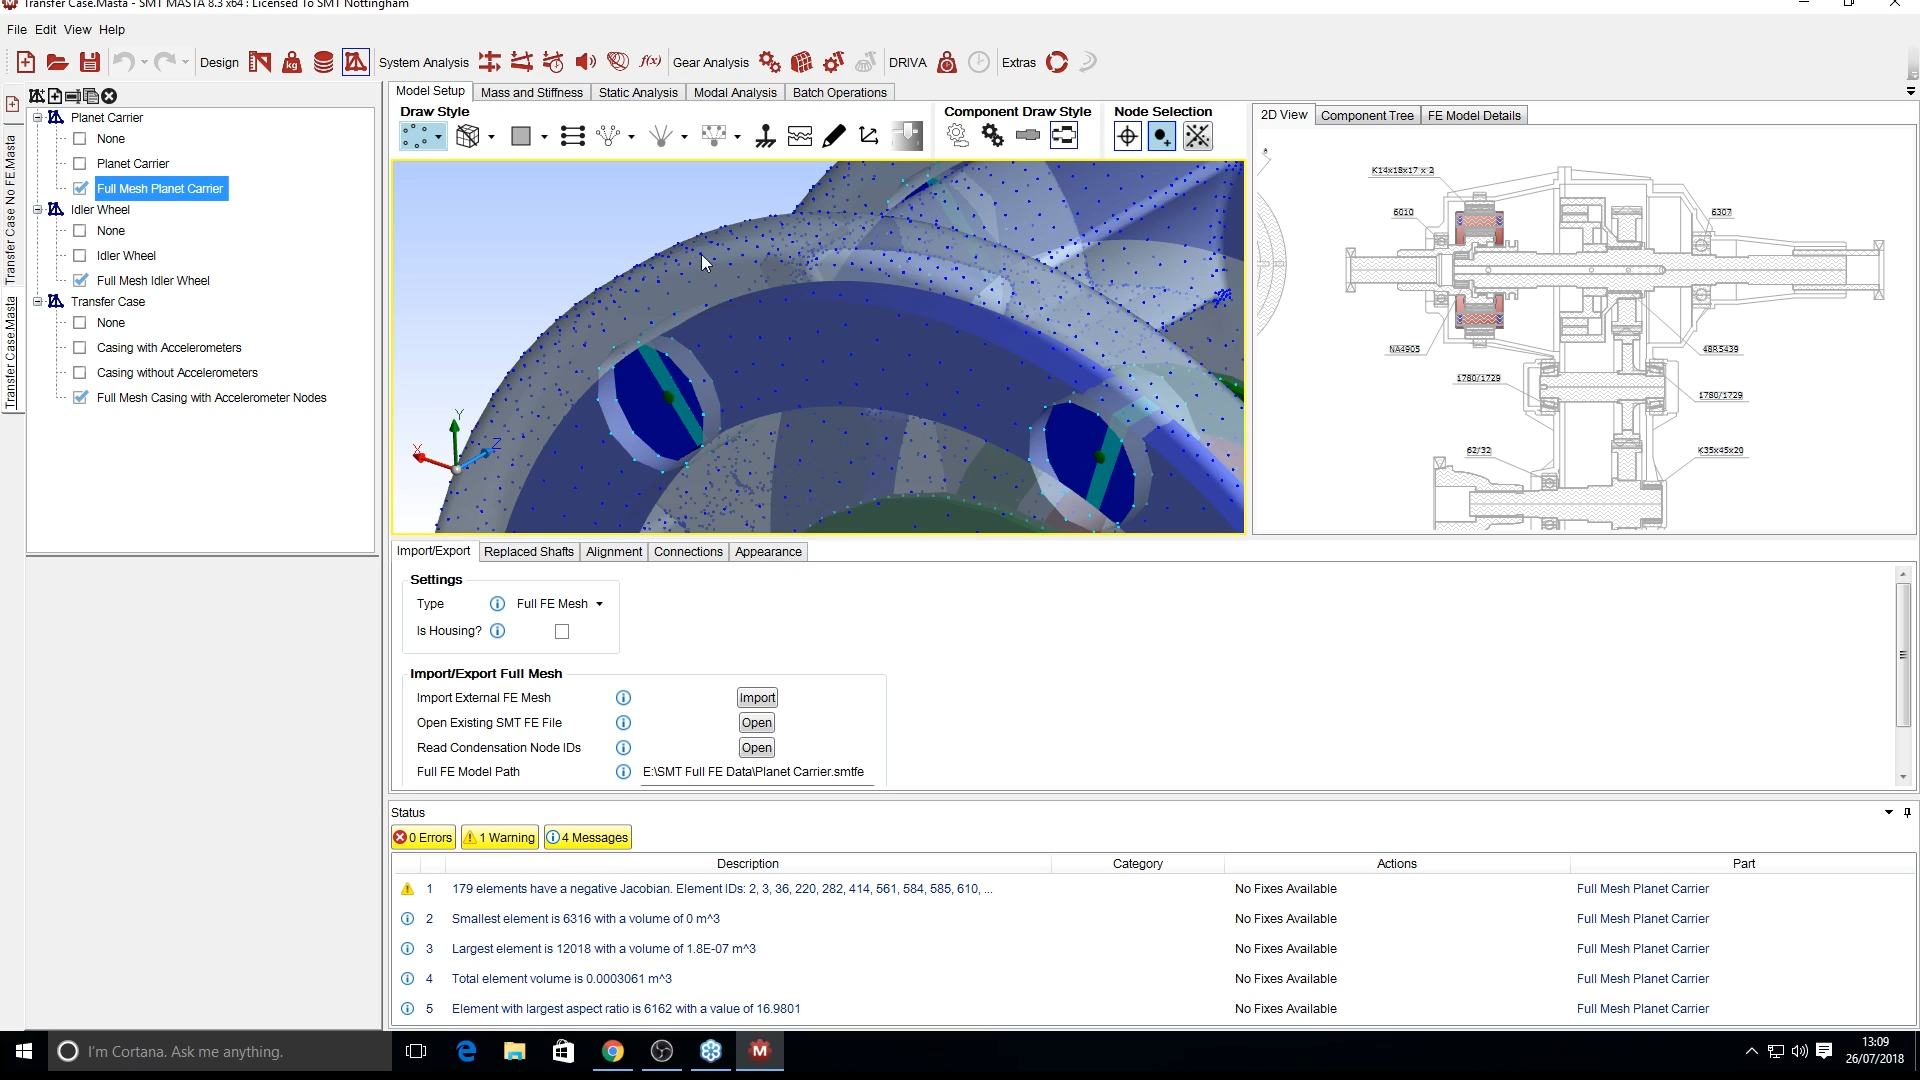 Transfer Case.Masta - SMT MASTA 8.3 x64 : Licensed To SMT Nottingham
File Edit View Help
Design System Analysis f(x) Gear Analysis DRIVA Extras
Transfer Case No FE.Masta
Transfer Case.Masta
Planet Carrier
None
Planet Carrier
Full Mesh Planet Carrier
Idler Wheel
None
Idler Wheel
Full Mesh Idler Wheel
Transfer Case
None
Casing with Accelerometers
Casing without Accelerometers
Full Mesh Casing with Accelerometer Nodes
Model Setup Mass and Stiffness Static Analysis Modal Analysis Batch Operations
Draw Style Component Draw Style Node Selection
Y
X
Z
2D View Component Tree FE Model Details
K14x18x17 x 2
6010
6307
NA4905
48R5439
1780/1729
1780/1729
62/32
K35x45x20
Import/Export Replaced Shafts Alignment Connections Appearance
Settings
Type Full FE Mesh
Is Housing?
Import/Export Full Mesh
Import External FE Mesh Import
Open Existing SMT FE File Open
Read Condensation Node IDs Open
Full FE Model Path E:\SMT Full FE Data\Planet Carrier.smtfe
Status
0 Errors 1 Warning 4 Messages
Description Category Actions Part
1 179 elements have a negative Jacobian. Element IDs: 2, 3, 36, 220, 282, 414, 561, 584, 585, 610, ... No Fixes Available Full Mesh Planet Carrier
2 Smallest element is 6316 with a volume of 0 m^3 No Fixes Available Full Mesh Planet Carrier
3 Largest element is 12018 with a volume of 1.8E-07 m^3 No Fixes Available Full Mesh Planet Carrier
4 Total element volume is 0.0003061 m^3 No Fixes Available Full Mesh Planet Carrier
5 Element with largest aspect ratio is 6162 with a value of 16.9801 No Fixes Available Full Mesh Planet Carrier
I'm Cortana. Ask me anything.
13:09
26/07/2018